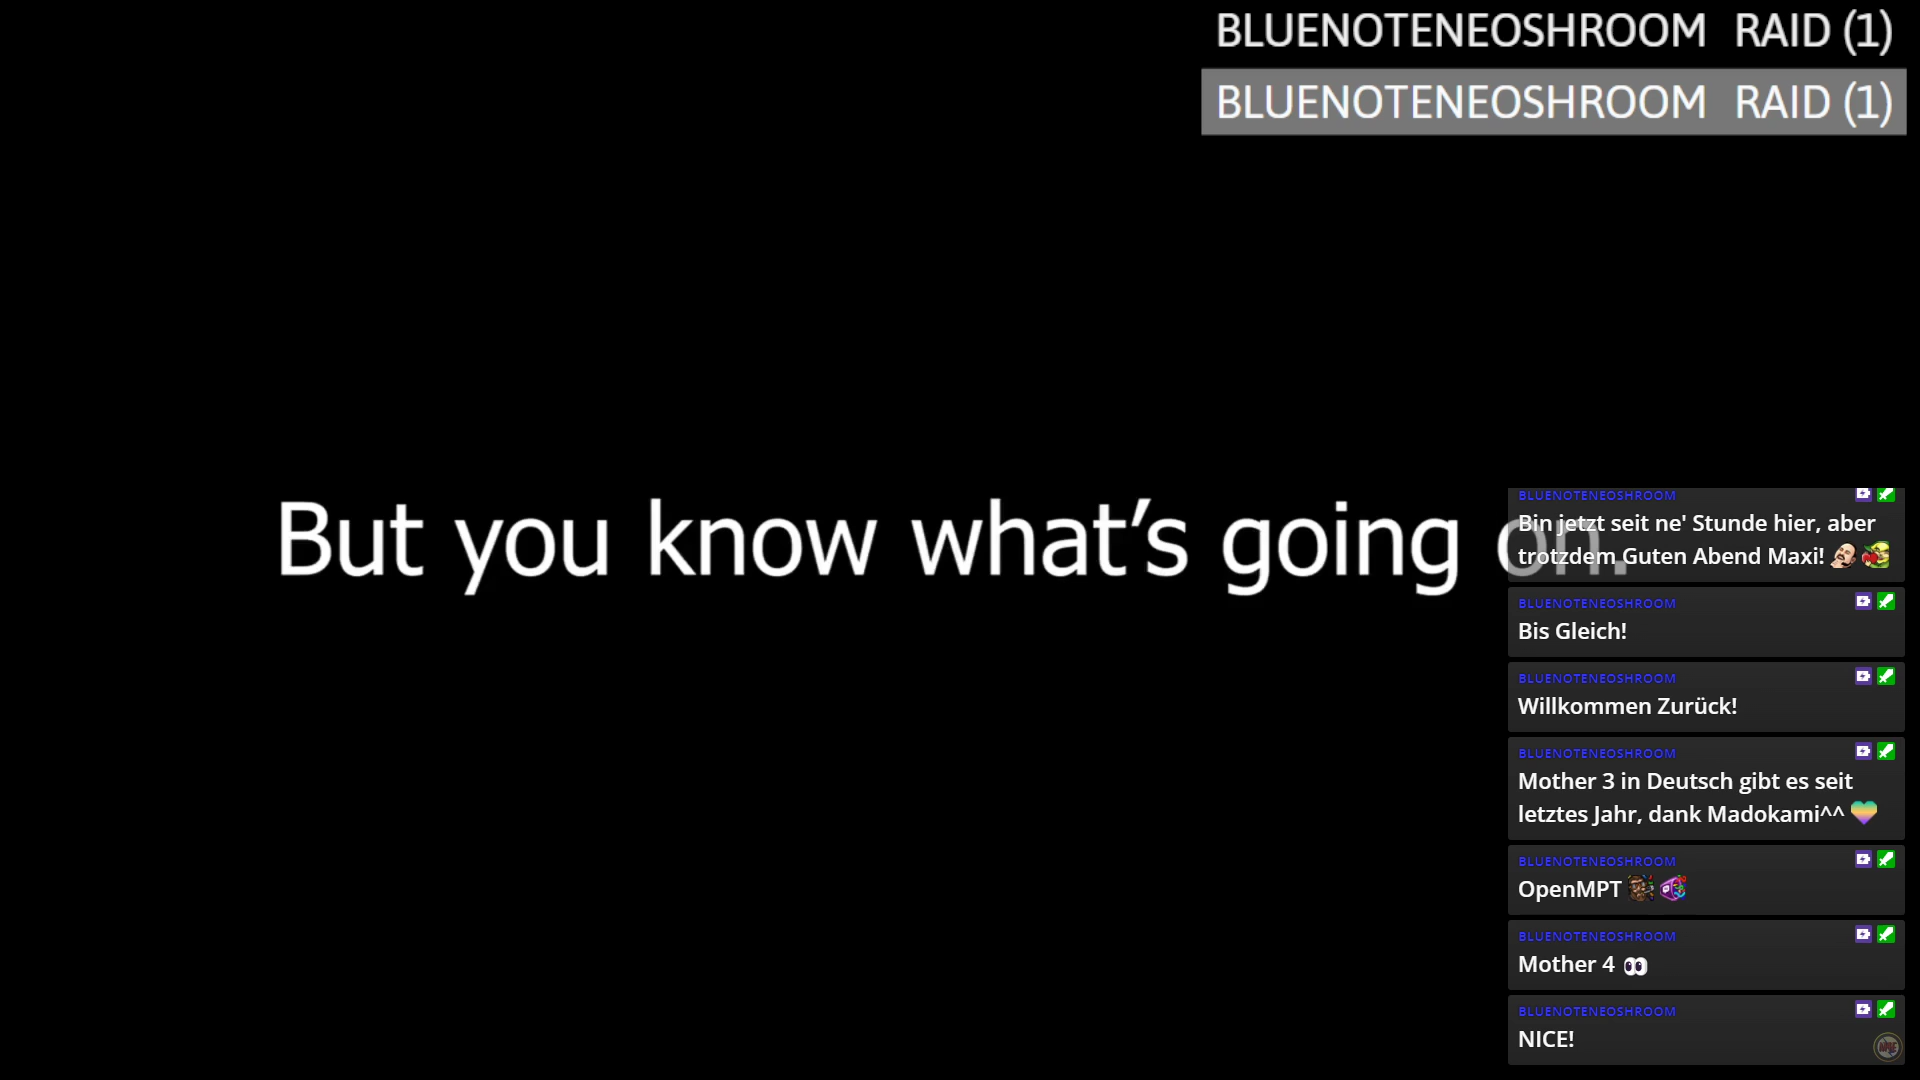 BLUENOTENEOSHROOM RAID (1)
BLUENOTENEOSHROOM RAID (1)
But you know what’s going on.
BLUENOTENEOSHROOM
Bin jetzt seit ne' Stunde hier, aber
trotzdem Guten Abend Maxi!
BLUENOTENEOSHROOM
Bis Gleich!
BLUENOTENEOSHROOM
Willkommen Zurück!
BLUENOTENEOSHROOM
Mother 3 in Deutsch gibt es seit
letztes Jahr, dank Madokami^^
BLUENOTENEOSHROOM
OpenMPT
BLUENOTENEOSHROOM
Mother 4 👀
BLUENOTENEOSHROOM
NICE!